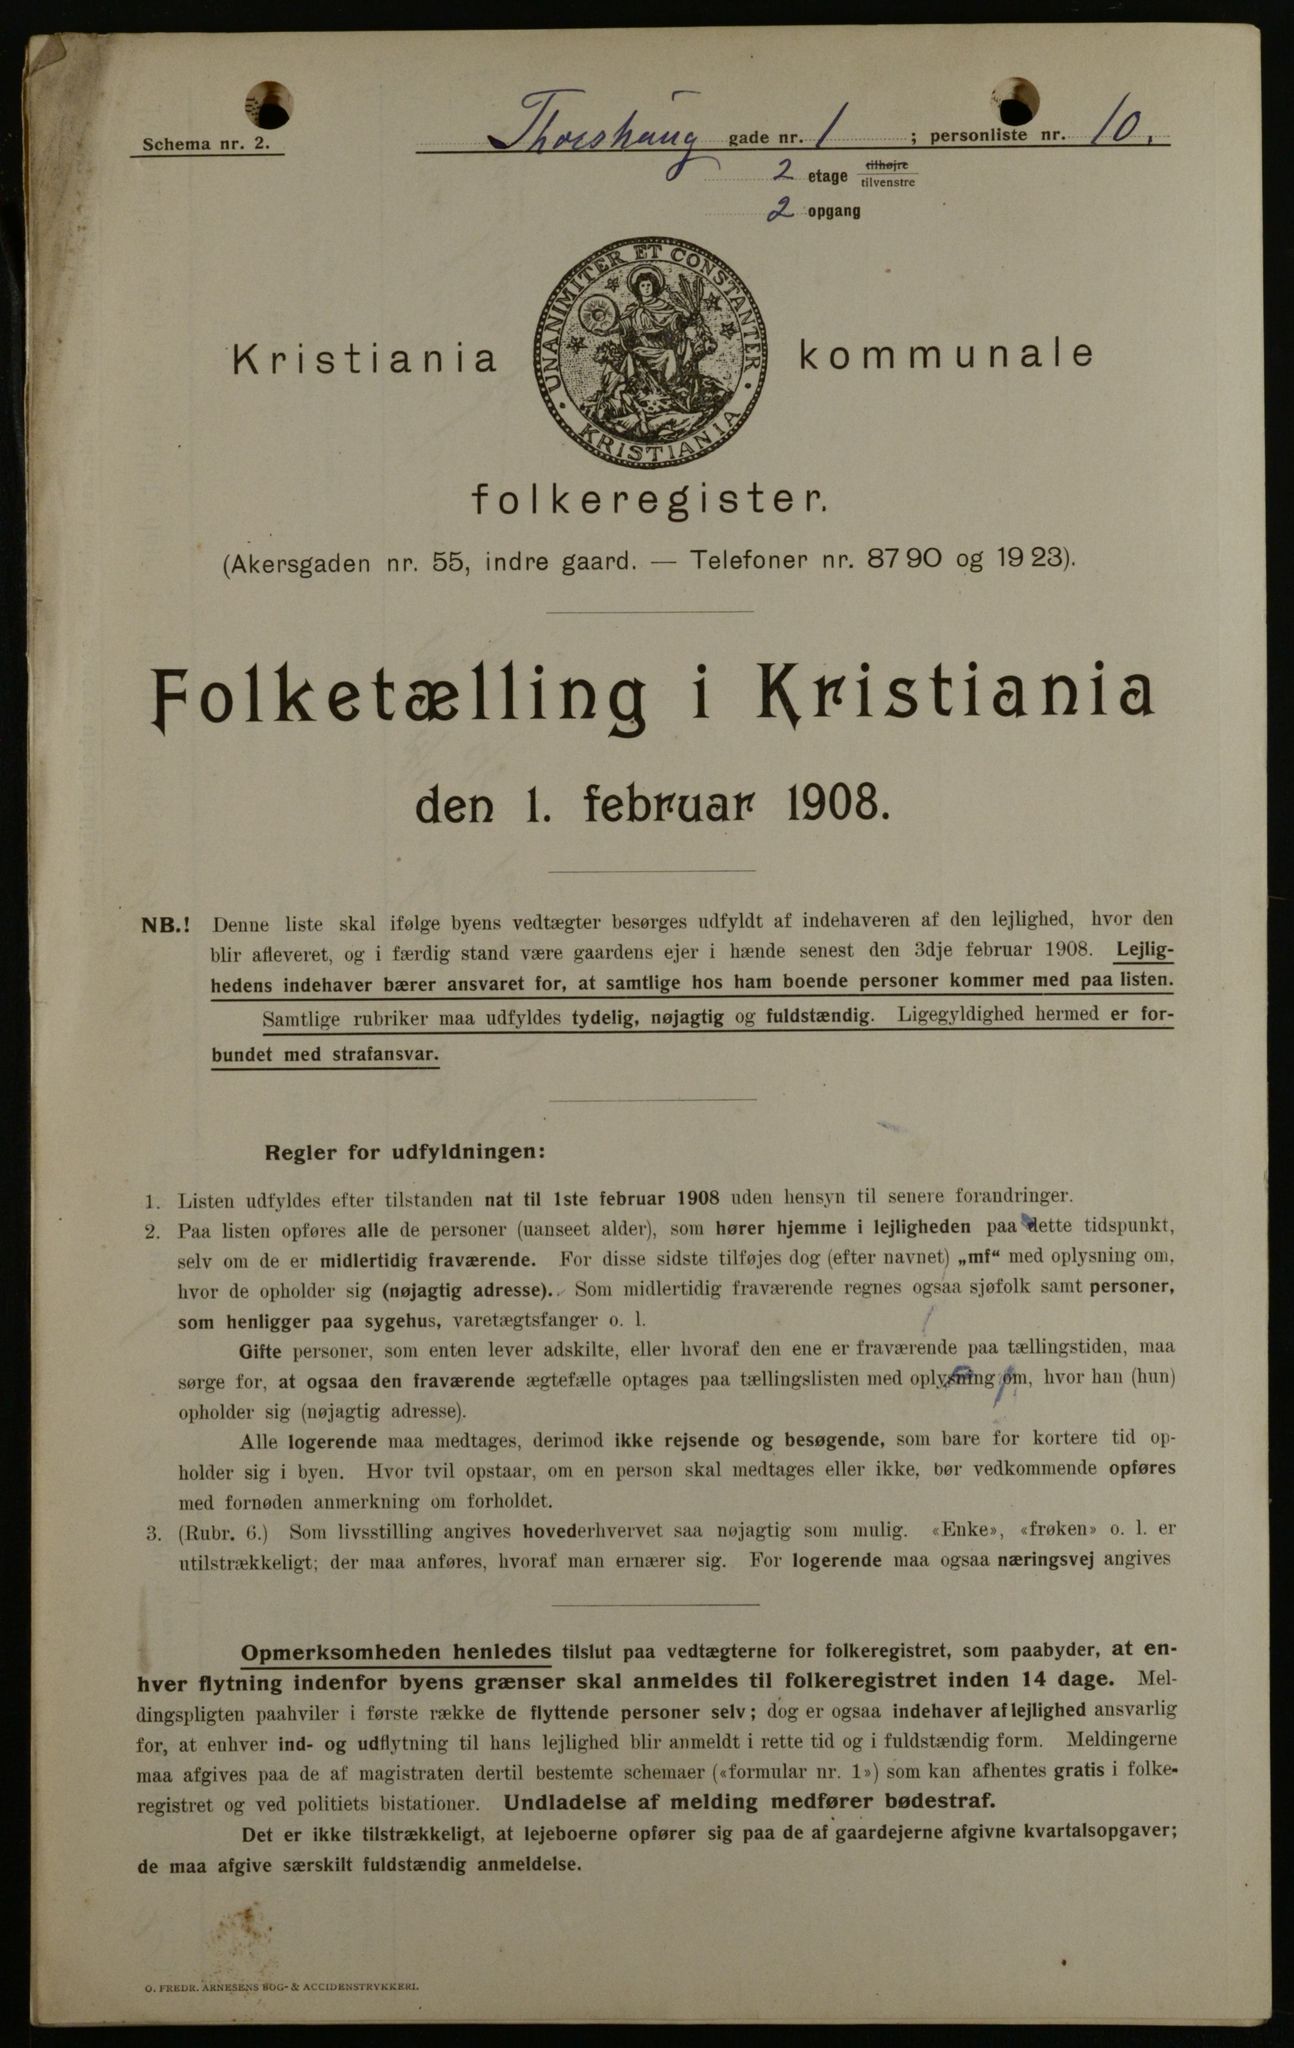 Schema nr. 2.
Thorshaug gade nr. 1 ; personliste nr. 10.
2 etage tilhøjre
tilvenstre
2 opgang
UNANIMITER ET CONSTANTER · KRISTIANIA ·
Kristiania kommunale
folkeregister.
(Akersgaden nr. 55, indre gaard. — Telefoner nr. 87 90 og 19 23).
Folketælling i Kristiania
den 1. februar 1908.
NB.! Denne liste skal ifølge byens vedtægter besørges udfyldt af indehaveren af den lejlighed, hvor den
blir afleveret, og i færdig stand være gaardens ejer i hænde senest den 3dje februar 1908. Lejlig-
hedens indehaver bærer ansvaret for, at samtlige hos ham boende personer kommer med paa listen.
Samtlige rubriker maa udfyldes tydelig, nøjagtig og fuldstændig. Ligegyldighed hermed er for-
bundet med strafansvar.
Regler for udfyldningen:
1. Listen udfyldes efter tilstanden nat til 1ste februar 1908 uden hensyn til senere forandringer.
2. Paa listen opføres alle de personer (uanseet alder), som hører hjemme i lejligheden paa dette tidspunkt,
selv om de er midlertidig fraværende. For disse sidste tilføjes dog (efter navnet) „mf“ med oplysning om,
hvor de opholder sig (nøjagtig adresse). Som midlertidig fraværende regnes ogsaa sjøfolk samt personer,
som henligger paa sygehus, varetægtsfanger o. l.
Gifte personer, som enten lever adskilte, eller hvoraf den ene er fraværende paa tællingstiden, maa
sørge for, at ogsaa den fraværende ægtefælle optages paa tællingslisten med oplysning om, hvor han (hun)
opholder sig (nøjagtig adresse).
Alle logerende maa medtages, derimod ikke rejsende og besøgende, som bare for kortere tid op-
holder sig i byen. Hvor tvil opstaar, om en person skal medtages eller ikke, bør vedkommende opføres
med fornøden anmerkning om forholdet.
3. (Rubr. 6.) Som livsstilling angives hovederhvervet saa nøjagtig som mulig. «Enke», «frøken» o. l. er
utilstrækkeligt; der maa anføres, hvoraf man ernærer sig. For logerende maa ogsaa næringsvej angives
Opmerksomheden henledes tilslut paa vedtægterne for folkeregistret, som paabyder, at en-
hver flytning indenfor byens grænser skal anmeldes til folkeregistret inden 14 dage. Mel-
dingspligten paahviler i første række de flyttende personer selv; dog er ogsaa indehaver af lejlighed ansvarlig
for, at enhver ind- og udflytning til hans lejlighed blir anmeldt i rette tid og i fuldstændig form. Meldingerne
maa afgives paa de af magistraten dertil bestemte schemaer («formular nr. 1») som kan afhentes gratis i folke-
registret og ved politiets bistationer. Undladelse af melding medfører bødestraf.
Det er ikke tilstrækkeligt, at lejeboerne opfører sig paa de af gaardejerne afgivne kvartalsopgaver;
de maa afgive særskilt fuldstændig anmeldelse.
O. FREDR. ARNESENS BOG- & ACCIDENSTRYKKERI.